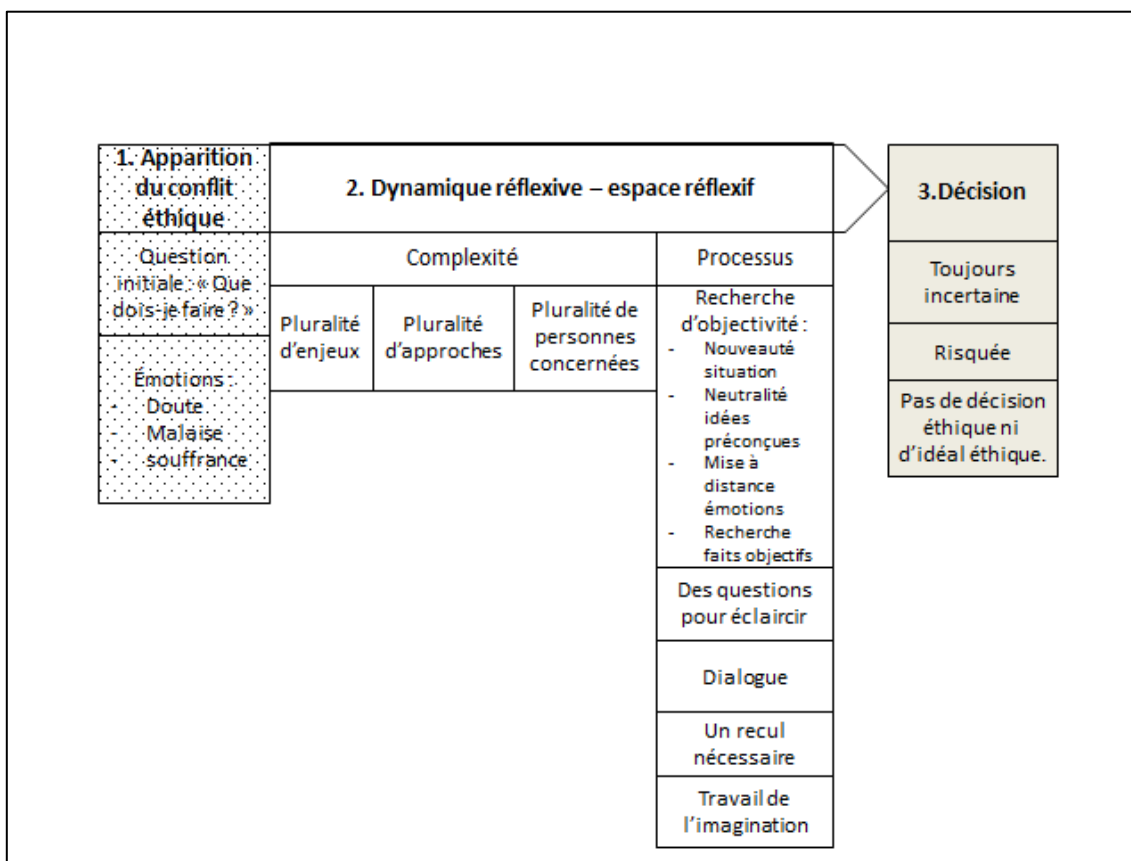 1. Apparition
du conflit
éthique
2. Dynamique réflexive – espace réflexif
3.Décision
Question
initiale : « Que
dois-je faire ? »
Émotions :
- Doute
- Malaise
- souffrance
Complexité
Pluralité
d’enjeux
Pluralité
d’approches
Pluralité de
personnes
concernées
Processus
Recherche
d’objectivité :
- Nouveauté
situation
- Neutralité
idées
préconçues
- Mise à
distance
émotions
- Recherche
faits objectifs
Des questions
pour éclaircir
Dialogue
Un recul
nécessaire
Travail de
l’imagination
Toujours
incertaine
Risquée
Pas de décision
éthique ni
d’idéal éthique.